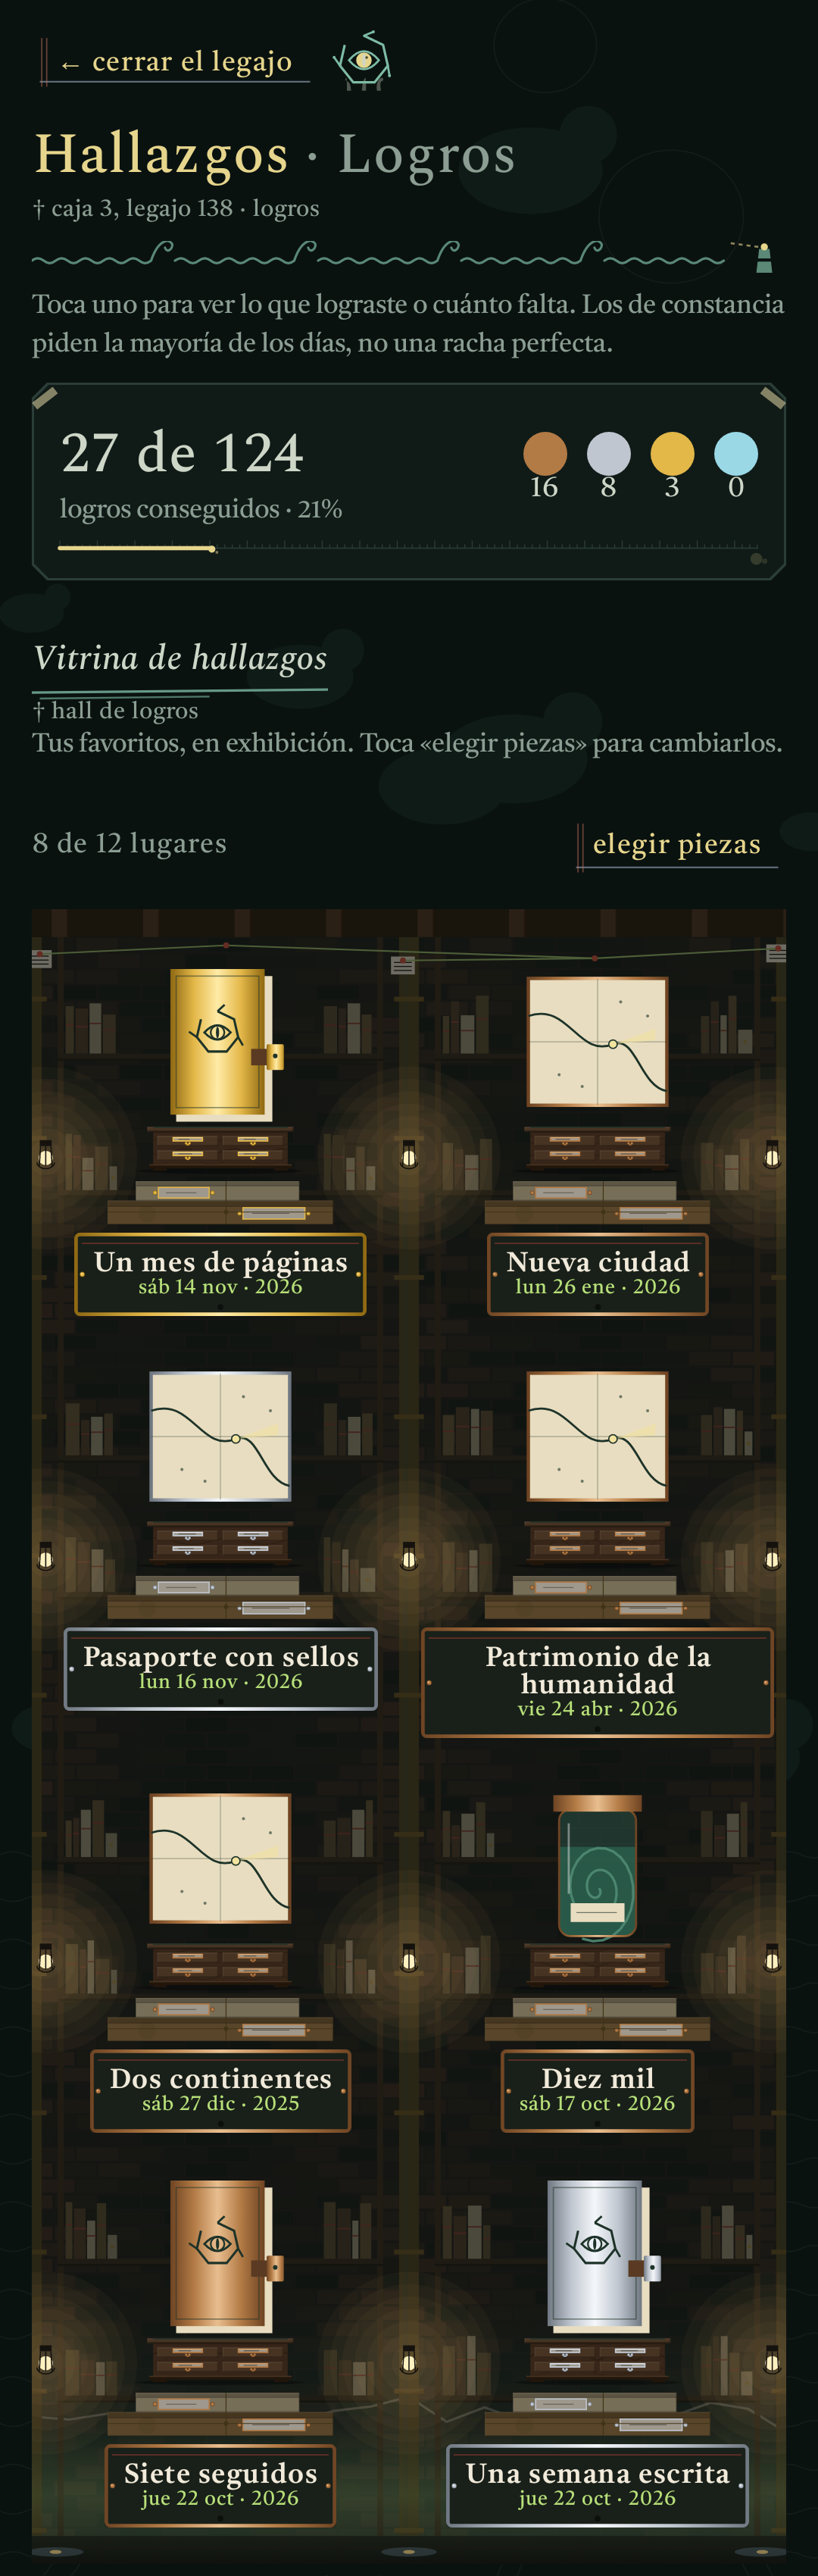 ← cerrar el legajo
Hallazgos · Logros
† caja 3, legajo 138 · logros
Toca uno para ver lo que lograste o cuánto falta. Los de constancia
piden la mayoría de los días, no una racha perfecta.
27 de 124
16 8 3 0
logros conseguidos · 21%
Vitrina de hallazgos
† hall de logros
Tus favoritos, en exhibición. Toca «elegir piezas» para cambiarlos.
8 de 12 lugares
elegir piezas
Un mes de páginas
sáb 14 nov · 2026
Nueva ciudad
lun 26 ene · 2026
Pasaporte con sellos
lun 16 nov · 2026
Patrimonio de la
humanidad
vie 24 abr · 2026
Dos continentes
sáb 27 dic · 2025
Diez mil
sáb 17 oct · 2026
Siete seguidos
jue 22 oct · 2026
Una semana escrita
jue 22 oct · 2026